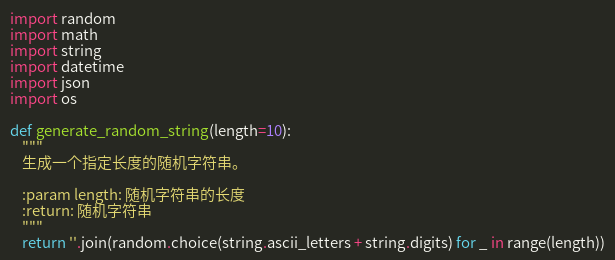 import random
import math
import string
import datetime
import json
import os

def generate_random_string(length=10):
    """
    生成一个指定长度的随机字符串。

    :param length: 随机字符串的长度
    :return: 随机字符串
    """
    return ''.join(random.choice(string.ascii_letters + string.digits) for _ in range(length))